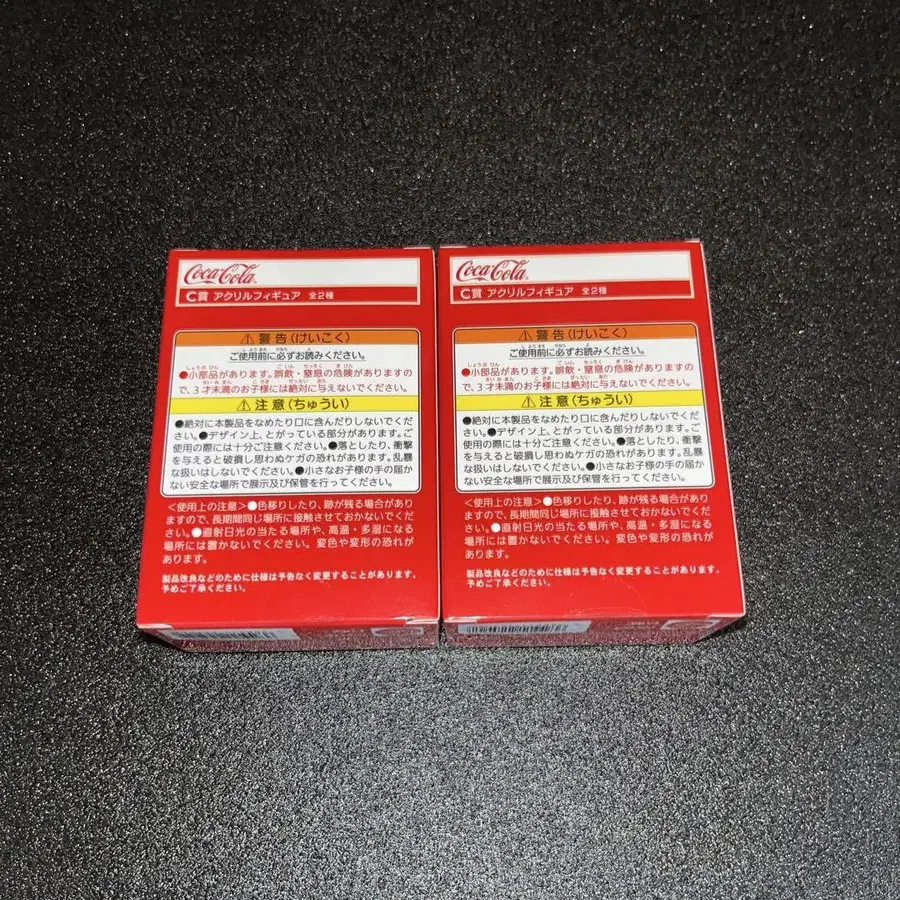 Coca-Cola
C賞 アクリルフィギュア 全2種
⚠警告(けいこく)
ご使用前に必ずお読みください。
●小部品があります。誤飲・窒息の危険がありますの
で、3才未満のお子様には絶対に与えないでください。
⚠注意(ちゅうい)
●絶対に本製品をなめたり口に含んだりしないでくだ
さい。●デザイン上、とがっている部分があります。ご
使用の際には十分ご注意ください。●落としたり、衝撃
を与えると破損し思わぬケガの恐れがあります。乱暴
な扱いはしないでください。●小さなお子様の手の届か
ない安全な場所で展示及び保管を行ってください。
<使用上の注意>●色移りしたり、跡が残る場合があり
ますので、長期間同じ場所に接触させておかないでくださ
い。●直射日光の当たる場所や、高温・多湿になる
場所には置かないでください。変色や変形の恐れが
あります。
製品改良などのために仕様は予告なく変更することがあります。
予めご了承ください。
Coca-Cola
C賞 アクリルフィギュア 全2種
⚠警告(けいこく)
ご使用前に必ずお読みください。
●小部品があります。誤飲・窒息の危険がありますの
で、3才未満のお子様には絶対に与えないでください。
⚠注意(ちゅうい)
●絶対に本製品をなめたり口に含んだりしないでくだ
さい。●デザイン上、とがっている部分があります。ご
使用の際には十分ご注意ください。●落としたり、衝撃
を与えると破損し思わぬケガの恐れがあります。乱暴
な扱いはしないでください。●小さなお子様の手の届か
ない安全な場所で展示及び保管を行ってください。
<使用上の注意>●色移りしたり、跡が残る場合があり
ますので、長期間同じ場所に接触させておかないでくださ
い。●直射日光の当たる場所や、高温・多湿になる
場所には置かないでください。変色や変形の恐れが
あります。
製品改良などのために仕様は予告なく変更することがあります。
予めご了承ください。